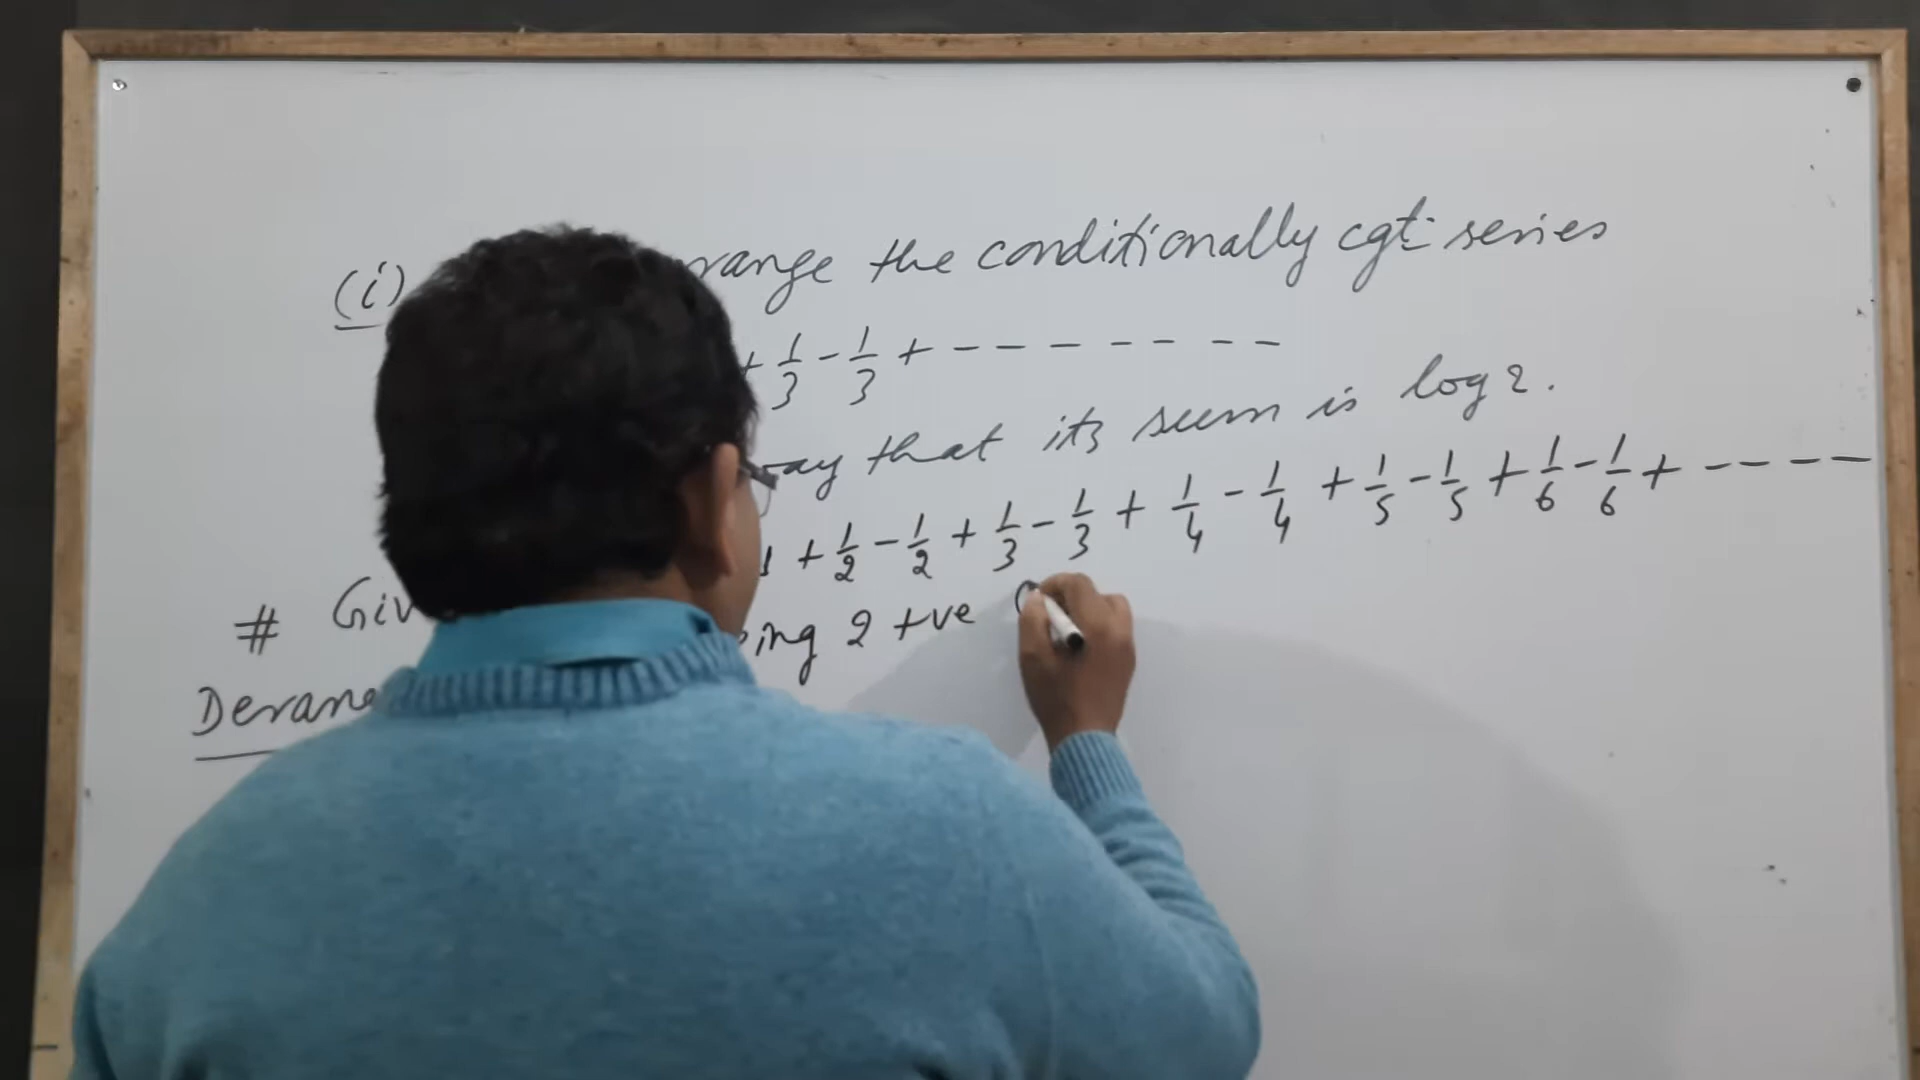 (i) range the conditionally cgt. series
+ 1/3 - 1/3 + - - - - - - - -
that its sum is log 2.
# Giv 1 + 1/2 - 1/2 + 1/3 - 1/3 + 1/4 - 1/4 + 1/5 - 1/5 + 1/6 - 1/6 + - - - -
ing 2 +ve